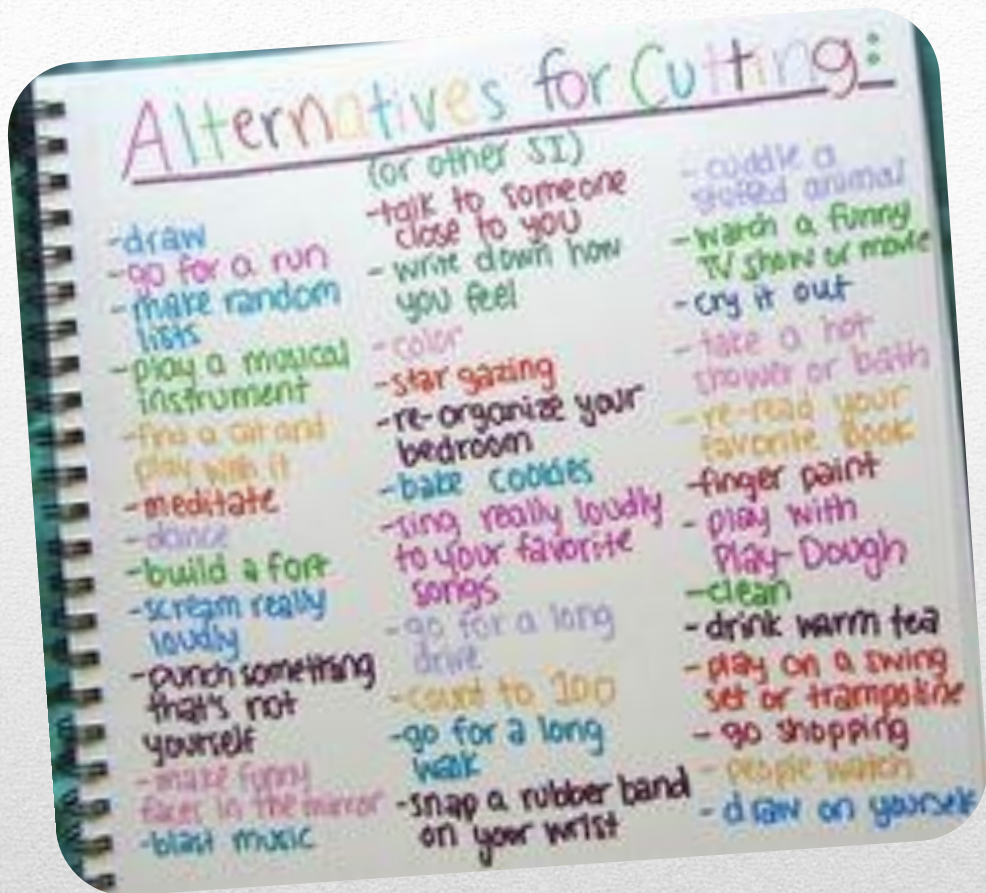 Alternatives for Cutting:
(or other SI)
-draw
-go for a run
-make random
lists
-play a musical
instrument
-find a cat and
play with it
-meditate
-dance
-build a fort
-scream really
loudly
-punch something
that's not
yourself
-make funny
faces in the mirror
-blast music
-talk to someone
close to you
-write down how
you feel
-color
-star gazing
-re-organize your
bedroom
-bake cookies
-sing really loudly
to your favorite
songs
-go for a long
drive
-count to 100
-go for a long
walk
-snap a rubber band
on your wrist
-cuddle a
stuffed animal
-watch a funny
TV show or movie
-cry it out
-take a hot
shower or bath
-re-read your
favorite book
-finger paint
-play with
Play-Dough
-clean
-drink warm tea
-play on a swing
set or trampoline
-go shopping
-people watch
-draw on yourself